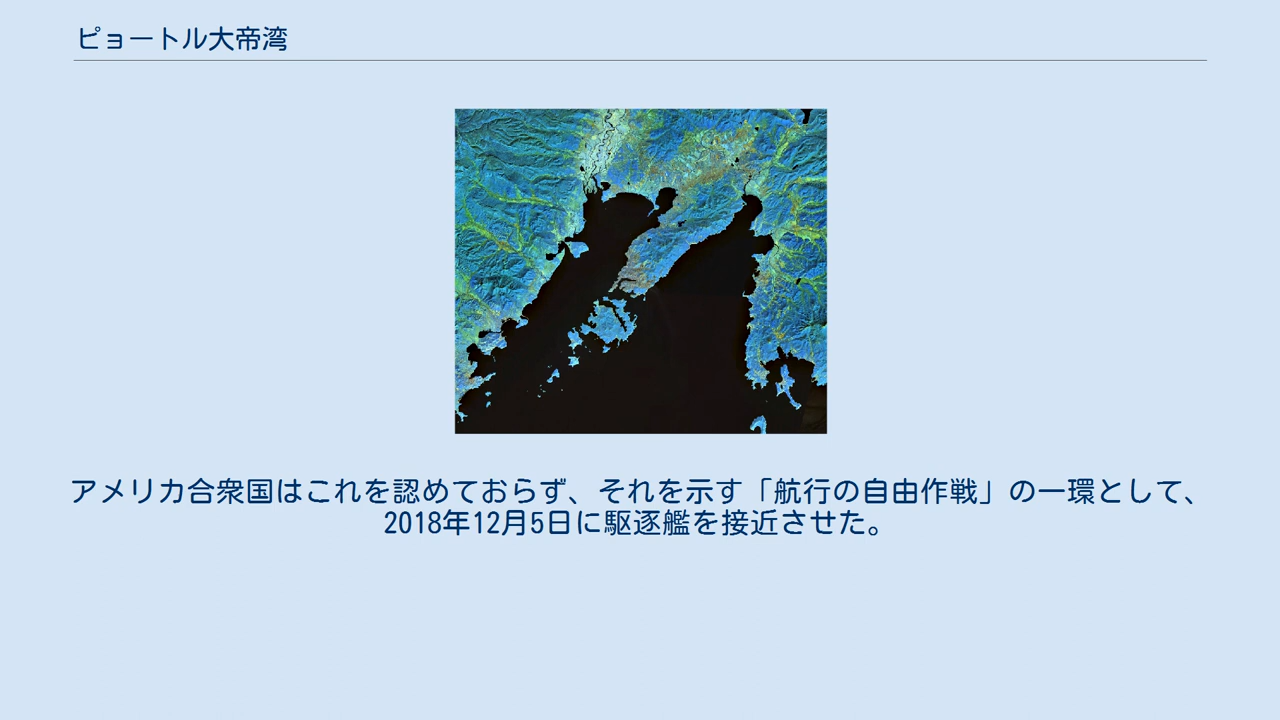 ピョートル大帝湾
アメリカ合衆国はこれを認めておらず、それを示す「航行の自由作戦」の一環として、
2018年12月5日に駆逐艦を接近させた。